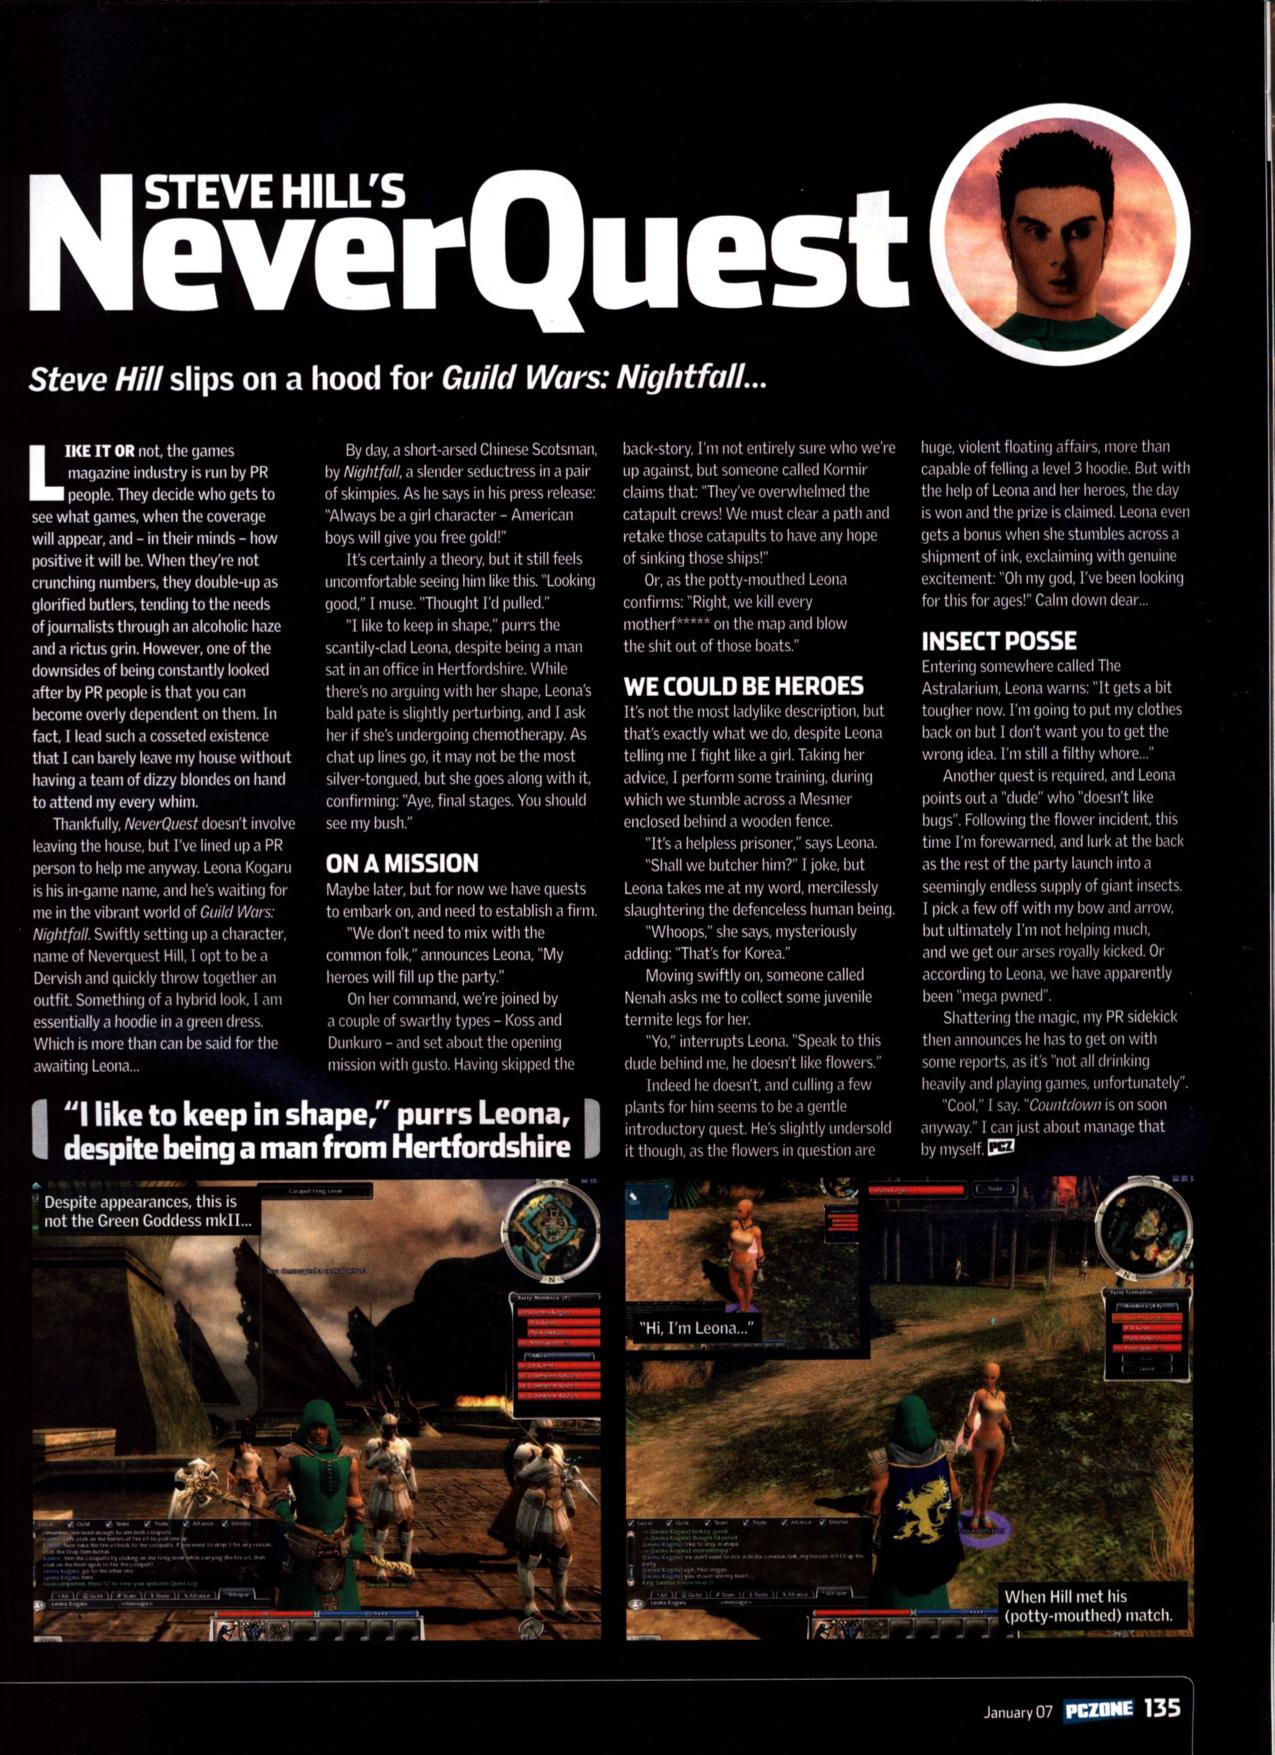 STEVE HILL'S
NeverQuest
Steve Hill slips on a hood for Guild Wars: Nightfall...
LIKE IT OR not, the games
magazine industry is run by PR
people. They decide who gets to
see what games, when the coverage
will appear, and – in their minds – how
positive it will be. When they're not
crunching numbers, they double-up as
glorified butlers, tending to the needs
of journalists through an alcoholic haze
and a rictus grin. However, one of the
downsides of being constantly looked
after by PR people is that you can
become overly dependent on them. In
fact, I lead such a cosseted existence
that I can barely leave my house without
having a team of dizzy blondes on hand
to attend my every whim.
Thankfully, NeverQuest doesn't involve
leaving the house, but I've lined up a PR
person to help me anyway. Leona Kogaru
is his in-game name, and he's waiting for
me in the vibrant world of Guild Wars:
Nightfall. Swiftly setting up a character,
name of Neverquest Hill, I opt to be a
Dervish and quickly throw together an
outfit. Something of a hybrid look, I am
essentially a hoodie in a green dress.
Which is more than can be said for the
awaiting Leona...
By day, a short-arsed Chinese Scotsman,
by Nightfall, a slender seductress in a pair
of skimpies. As he says in his press release:
"Always be a girl character – American
boys will give you free gold!"
It's certainly a theory, but it still feels
uncomfortable seeing him like this. "Looking
good," I muse. "Thought I'd pulled."
"I like to keep in shape," purrs the
scantily-clad Leona, despite being a man
sat in an office in Hertfordshire. While
there's no arguing with her shape, Leona's
bald pate is slightly perturbing, and I ask
her if she's undergoing chemotherapy. As
chat up lines go, it may not be the most
silver-tongued, but she goes along with it,
confirming: "Aye, final stages. You should
see my bush."
ON A MISSION
Maybe later, but for now we have quests
to embark on, and need to establish a firm.
"We don't need to mix with the
common folk," announces Leona, "My
heroes will fill up the party."
On her command, we're joined by
a couple of swarthy types – Koss and
Dunkuro – and set about the opening
mission with gusto. Having skipped the
back-story, I'm not entirely sure who we're
up against, but someone called Kormir
claims that: "They've overwhelmed the
catapult crews! We must clear a path and
retake those catapults to have any hope
of sinking those ships!"
Or, as the potty-mouthed Leona
confirms: "Right, we kill every
motherf***** on the map and blow
the shit out of those boats."
WE COULD BE HEROES
It's not the most ladylike description, but
that's exactly what we do, despite Leona
telling me I fight like a girl. Taking her
advice, I perform some training, during
which we stumble across a Mesmer
enclosed behind a wooden fence.
"It's a helpless prisoner," says Leona.
"Shall we butcher him?" I joke, but
Leona takes me at my word, mercilessly
slaughtering the defenceless human being.
"Whoops," she says, mysteriously
adding: "That's for Korea."
Moving swiftly on, someone called
Nenah asks me to collect some juvenile
termite legs for her.
"Yo," interrupts Leona. "Speak to this
dude behind me, he doesn't like flowers."
Indeed he doesn't, and culling a few
plants for him seems to be a gentle
introductory quest. He's slightly undersold
it though, as the flowers in question are
huge, violent floating affairs, more than
capable of felling a level 3 hoodie. But with
the help of Leona and her heroes, the day
is won and the prize is claimed. Leona even
gets a bonus when she stumbles across a
shipment of ink, exclaiming with genuine
excitement: "Oh my god, I've been looking
for this for ages!" Calm down dear...
INSECT POSSE
Entering somewhere called The
Astralarium, Leona warns: "It gets a bit
tougher now. I'm going to put my clothes
back on but I don't want you to get the
wrong idea. I'm still a filthy whore..."
Another quest is required, and Leona
points out a "dude" who "doesn't like
bugs". Following the flower incident, this
time I'm forewarned, and lurk at the back
as the rest of the party launch into a
seemingly endless supply of giant insects.
I pick a few off with my bow and arrow,
but ultimately I'm not helping much,
and we get our arses royally kicked. Or
according to Leona, we have apparently
been "mega pwned".
Shattering the magic, my PR sidekick
then announces he has to get on with
some reports, as it's "not all drinking
heavily and playing games, unfortunately".
"Cool," I say. "Countdown is on soon
anyway." I can just about manage that
by myself. PCZ
"I like to keep in shape," purrs Leona,
despite being a man from Hertfordshire
Despite appearances, this is
not the Green Goddess mkII...
"Hi, I'm Leona..."
When Hill met his
(potty-mouthed) match.
January 07 PCZONE 135